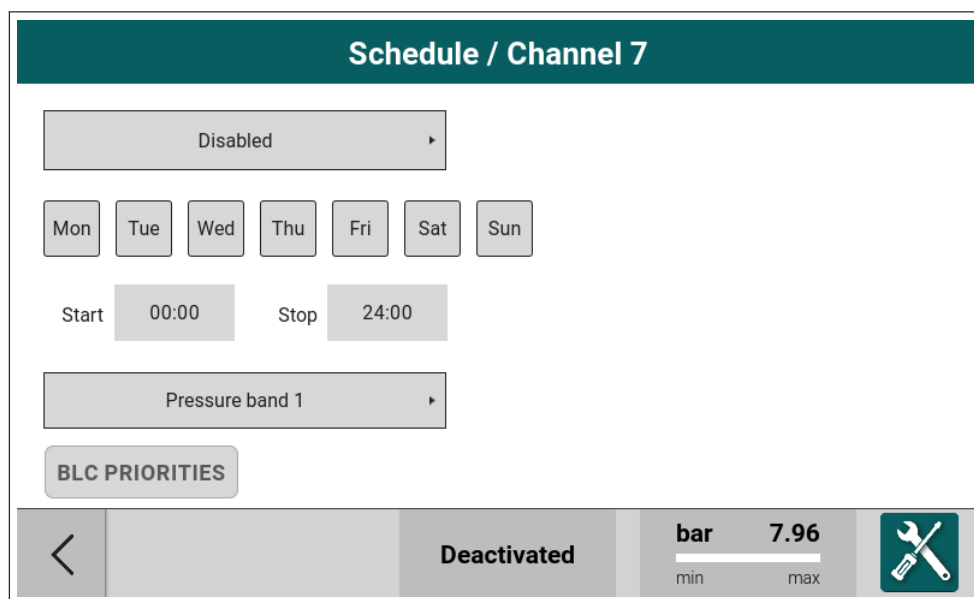 Schedule / Channel 7
Disabled
Mon Tue Wed Thu Fri Sat Sun
Start 00:00 Stop 24:00
Pressure band 1
BLC PRIORITIES
Deactivated bar 7.96
min max